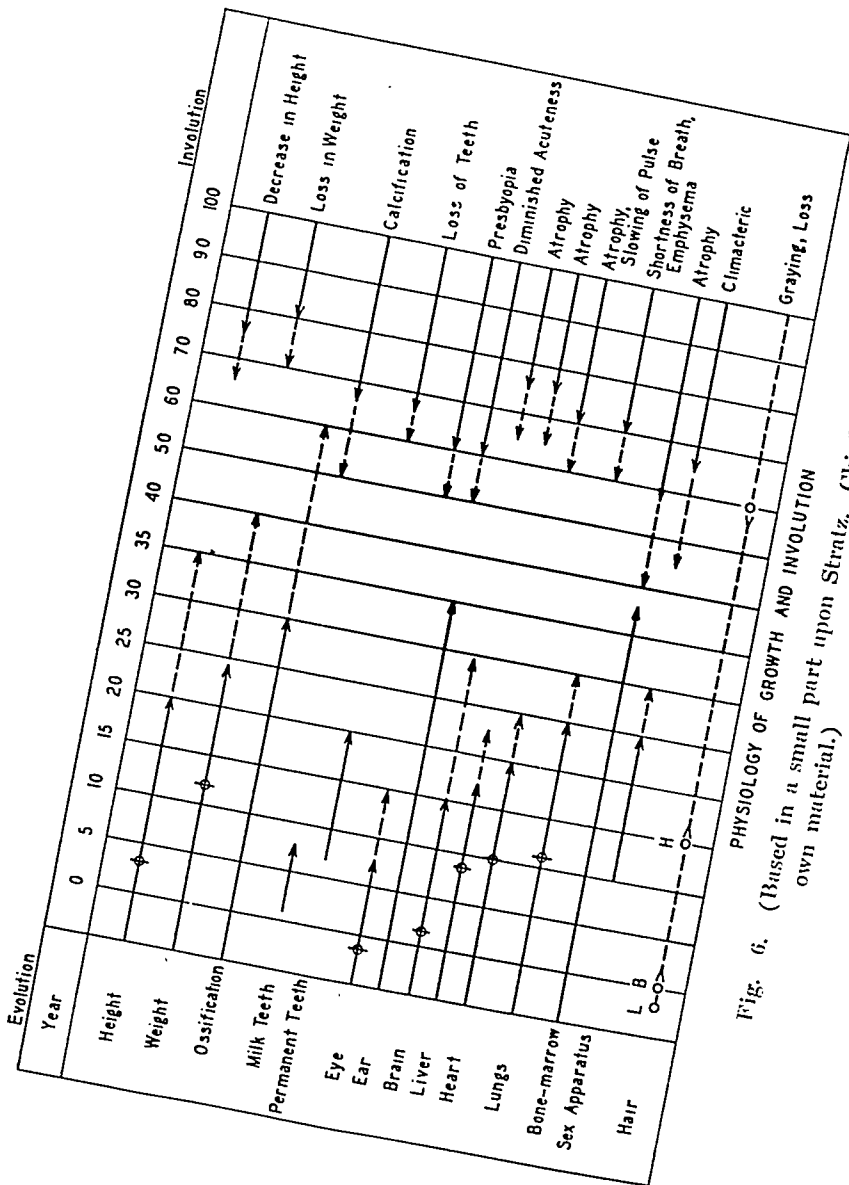 Evolution
Involution
Year
0 5 10 15 20 25 30 35 40 50 60 70 80 90 100
Height
Weight
Ossification
Milk Teeth
Permanent Teeth
Eye
Ear
Brain
Liver
Heart
Lungs
Bone-marrow
Sex Apparatus
Hair
Decrease in Height
Loss in Weight
Calcification
Loss of Teeth
Presbyopia
Diminished Acuteness
Atrophy
Atrophy
Atrophy,
Slowing of Pulse
Shortness of Breath,
Emphysema
Atrophy
Climacteric
Graying, Loss
L B H
PHYSIOLOGY OF GROWTH AND INVOLUTION
Fig. 6. (Based in a small part upon Stratz.
own material.)